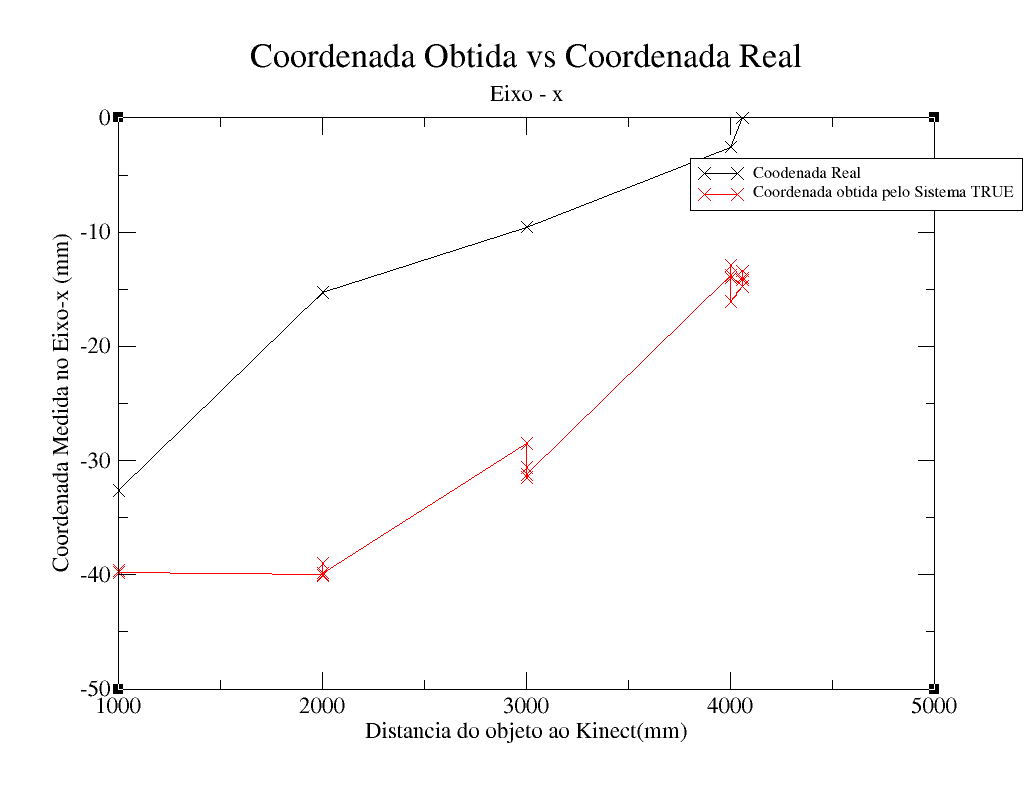 Coordenada Obtida vs Coordenada Real
Eixo - x
0
-10
-20
-30
-40
-50
Coordenada Medida no Eixo-x (mm)
Coodenada Real
Coordenada obtida pelo Sistema TRUE
1000 2000 3000 4000 5000
Distancia do objeto ao Kinect(mm)